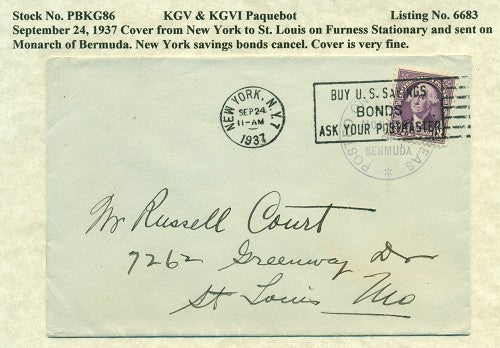 Stock No. PBKG86 KGV & KGVI Paquebot Listing No. 6683
September 24, 1937 Cover from New York to St. Louis on Furness Stationary and sent on
Monarch of Bermuda. New York savings bonds cancel. Cover is very fine.
NEW YORK, N.Y. 7
SEP 24
11-AM
1937
BUY U.S. SAVINGS
BONDS
ASK YOUR POSTMASTER
POSTED SEAS
BERMUDA
Mr Russell Court
7262 Greenway Dr
St Louis Mo